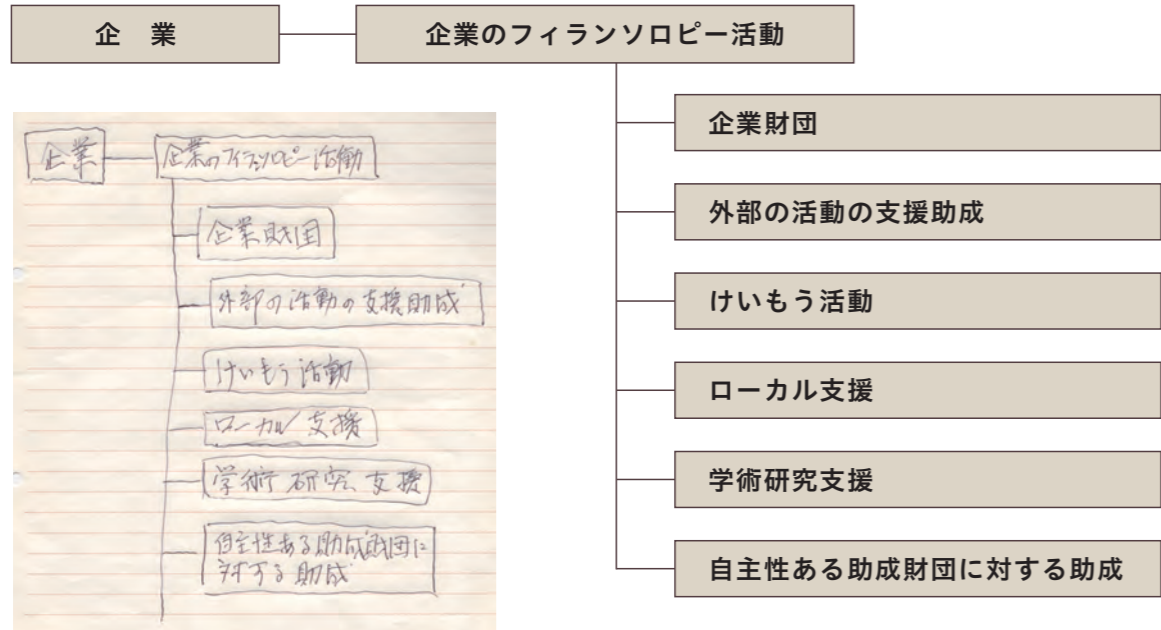 企　業
企業のフィランソロピー活動
企業財団
外部の活動の支援助成
けいもう活動
ローカル支援
学術研究支援
自主性ある助成財団に対する助成
企業
企業のフィランソロピー活動
企業財団
外部の活動の支援助成
けいもう活動
ローカル支援
学術研究支援
自主性ある助成財団に
対する助成